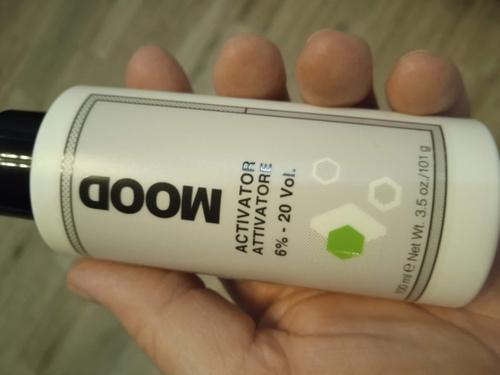 MOOD
ACTIVATOR
ATTIVATORE
6% - 20 Vol.
100 ml e Net Wt. 3.5 oz/101 g